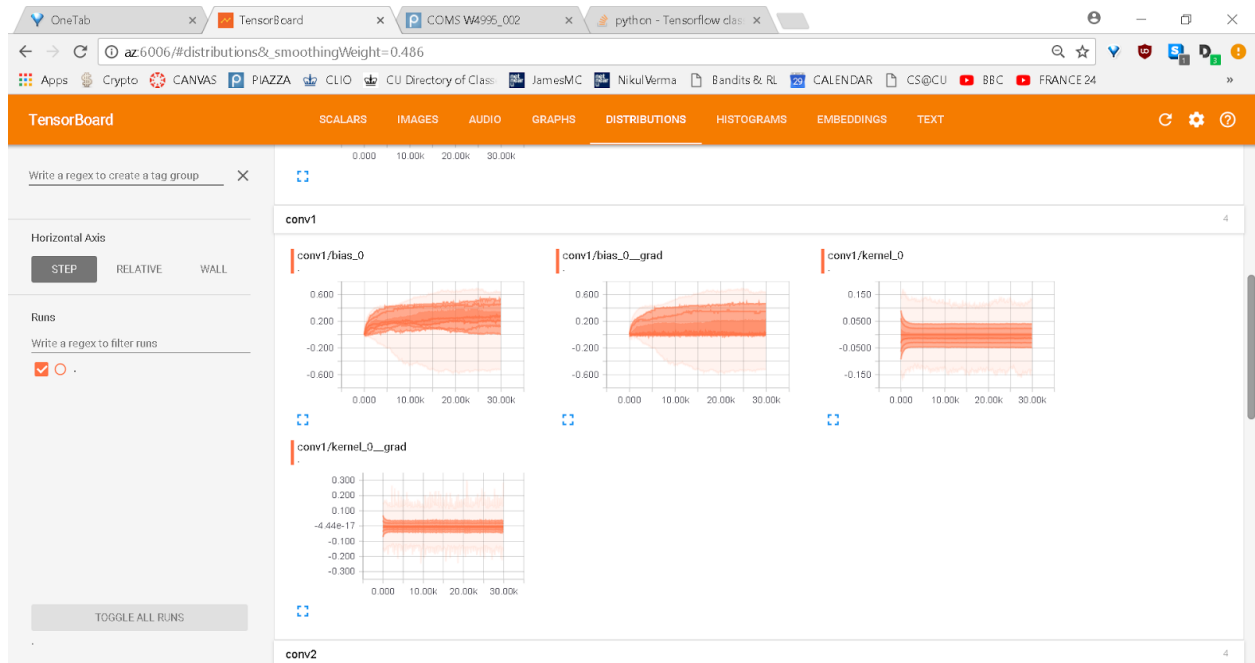 OneTab
TensorBoard
COMS W4995_002
python - Tensorflow clas
az:6006/#distributions&_smoothingWeight=0.486
Apps Crypto CANVAS PIAZZA CLIO CU Directory of Class JamesMC Nikul Verma Bandits & RL 29 CALENDAR CS@CU BBC FRANCE 24 »
TensorBoard
SCALARS IMAGES AUDIO GRAPHS DISTRIBUTIONS HISTOGRAMS EMBEDDINGS TEXT
Write a regex to create a tag group
Horizontal Axis
STEP RELATIVE WALL
Runs
Write a regex to filter runs
.
TOGGLE ALL RUNS
.
0.000 10.00k 20.00k 30.00k
conv1 4
conv1/bias_0
.
0.600
0.200
-0.200
-0.600
0.000 10.00k 20.00k 30.00k
conv1/bias_0__grad
.
0.600
0.200
-0.200
-0.600
0.000 10.00k 20.00k 30.00k
conv1/kernel_0
.
0.150
0.0500
-0.0500
-0.150
0.000 10.00k 20.00k 30.00k
conv1/kernel_0__grad
.
0.300
0.200
0.100
-4.44e-17
-0.100
-0.200
-0.300
0.000 10.00k 20.00k 30.00k
conv2 4